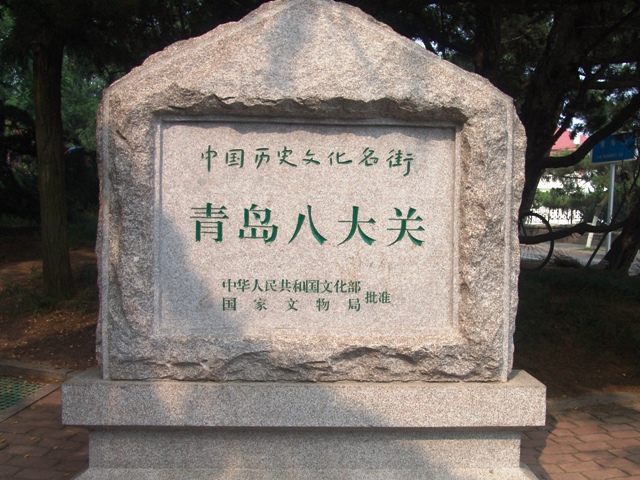 中国历史文化名街
青岛八大关
中华人民共和国文化部
国家文物局 批准